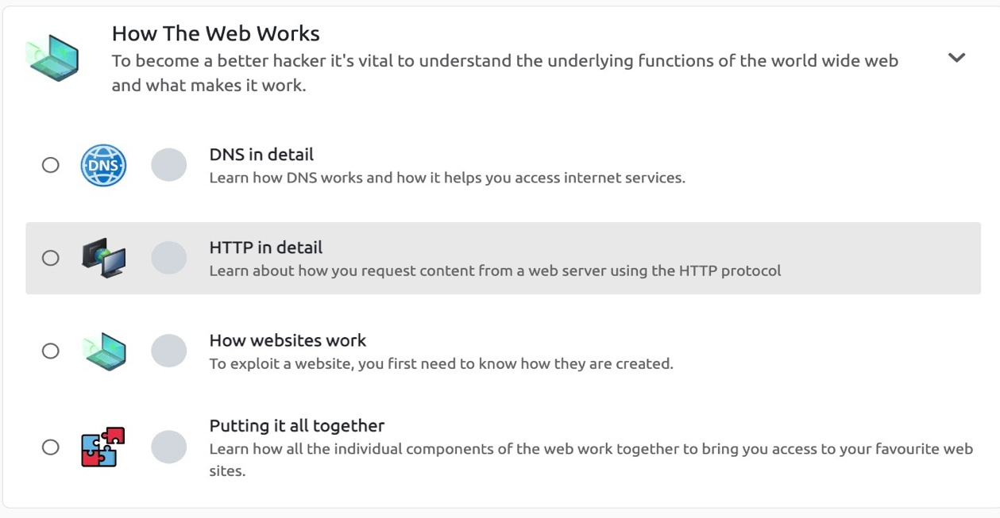 How The Web Works
To become a better hacker it's vital to understand the underlying functions of the world wide web
and what makes it work.
DNS
DNS in detail
Learn how DNS works and how it helps you access internet services.
HTTP in detail
Learn about how you request content from a web server using the HTTP protocol
How websites work
To exploit a website, you first need to know how they are created.
Putting it all together
Learn how all the individual components of the web work together to bring you access to your favourite web
sites.